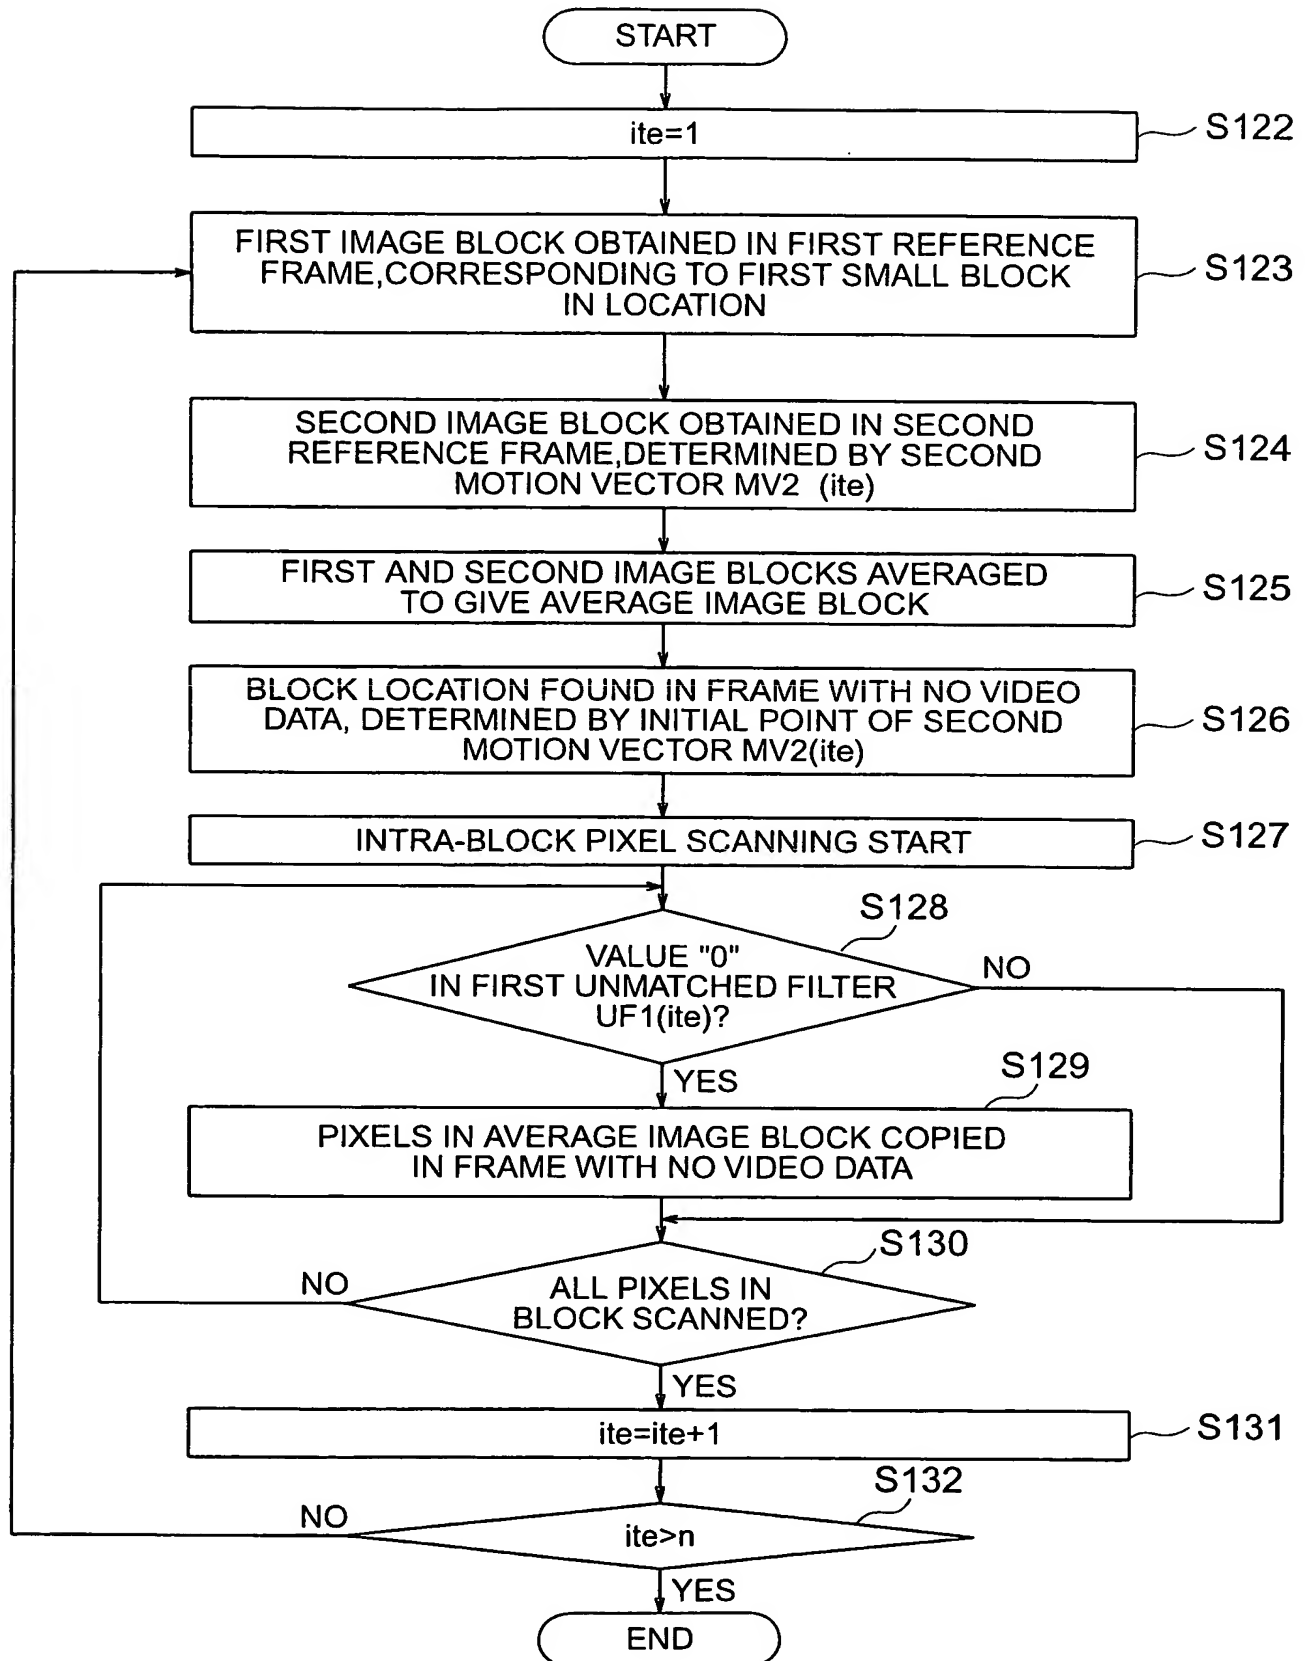 START
ite=1
S122
FIRST IMAGE BLOCK OBTAINED IN FIRST REFERENCE
FRAME,CORRESPONDING TO FIRST SMALL BLOCK
IN LOCATION
S123
SECOND IMAGE BLOCK OBTAINED IN SECOND
REFERENCE FRAME,DETERMINED BY SECOND
MOTION VECTOR MV2 (ite)
S124
FIRST AND SECOND IMAGE BLOCKS AVERAGED
TO GIVE AVERAGE IMAGE BLOCK
S125
BLOCK LOCATION FOUND IN FRAME WITH NO VIDEO
DATA, DETERMINED BY INITIAL POINT OF SECOND
MOTION VECTOR MV2(ite)
S126
INTRA-BLOCK PIXEL SCANNING START
S127
S128
VALUE "0"
IN FIRST UNMATCHED FILTER
UF1(ite)?
NO
YES
S129
PIXELS IN AVERAGE IMAGE BLOCK COPIED
IN FRAME WITH NO VIDEO DATA
S130
NO
ALL PIXELS IN
BLOCK SCANNED?
YES
ite=ite+1
S131
S132
NO
ite>n
YES
END